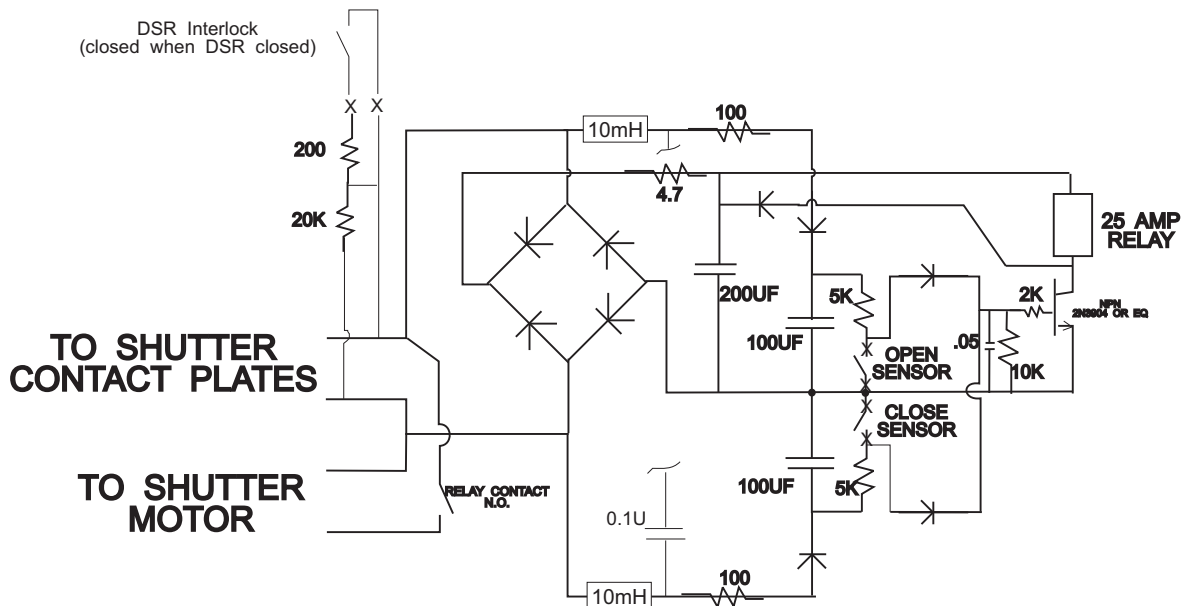 DSR Interlock
(closed when DSR closed)
X X
200
20K
10mH
100
4.7
25 AMP
RELAY
200UF
5K
2K
NPN
2N3904 OR EQ
100UF
.05
10K
X
OPEN
SENSOR
X
TO SHUTTER
CONTACT PLATES
X
CLOSE
SENSOR
X
100UF
5K
TO SHUTTER
MOTOR
RELAY CONTACT
N.O.
0.1U
10mH
100